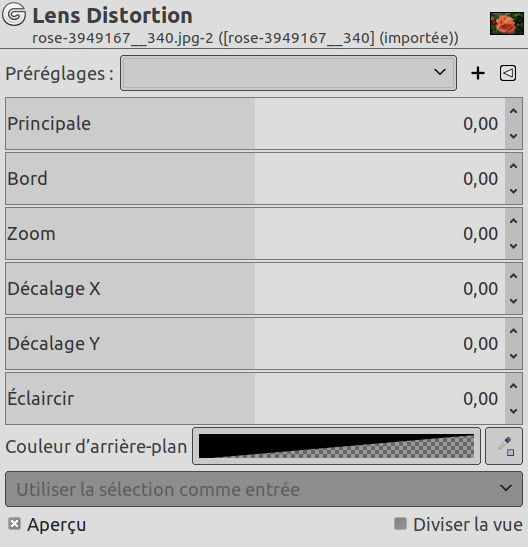 Lens Distortion
rose-3949167__340.jpg-2 ([rose-3949167__340] (importée))
Préréglages :
Principale 0,00
Bord 0,00
Zoom 0,00
Décalage X 0,00
Décalage Y 0,00
Éclaircir 0,00
Couleur d’arrière-plan
Utiliser la sélection comme entrée
Aperçu Diviser la vue